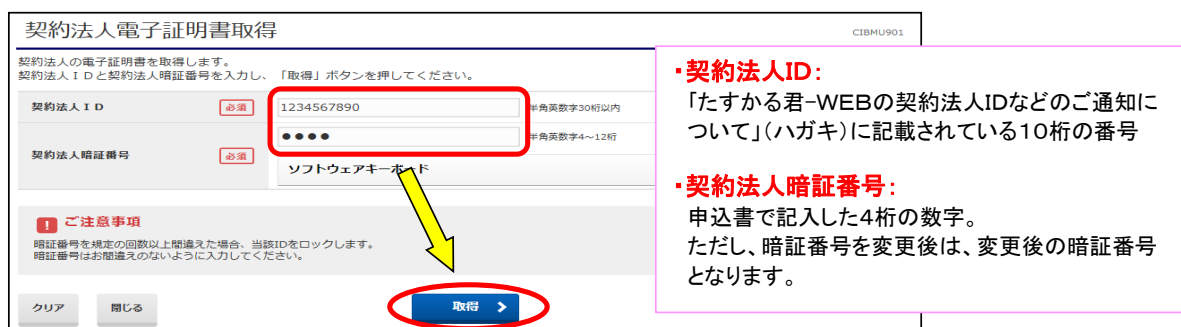 契約法人電子証明書取得
CIBMU901
契約法人の電子証明書を取得します。
契約法人IDと契約法人暗証番号を入力し、「取得」ボタンを押してください。
契約法人ID 必須 1234567890 半角英数字30桁以内
●●●● 半角英数字4～12桁
契約法人暗証番号 必須
ソフトウェアキーボード
ご注意事項
暗証番号を規定の回数以上間違えた場合、当該IDをロックします。
暗証番号はお間違えのないように入力してください。
クリア 閉じる 取得
・契約法人ID：
「たすかる君-WEBの契約法人IDなどのご通知に
ついて」(ハガキ)に記載されている10桁の番号
・契約法人暗証番号：
申込書で記入した4桁の数字。
ただし、暗証番号を変更後は、変更後の暗証番号
となります。